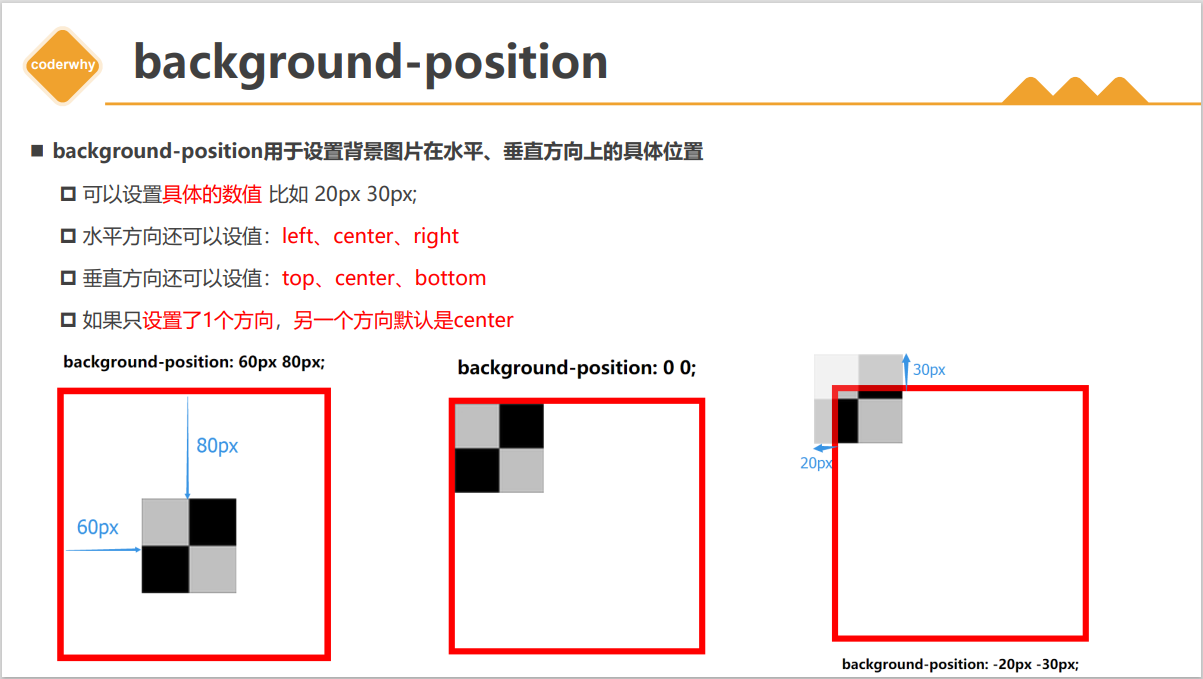 coderwhy
background-position
background-position用于设置背景图片在水平、垂直方向上的具体位置
可以设置具体的数值 比如 20px 30px;
水平方向还可以设值：left、center、right
垂直方向还可以设值：top、center、bottom
如果只设置了1个方向，另一个方向默认是center
background-position: 60px 80px;
80px
60px
background-position: 0 0;
30px
20px
background-position: -20px -30px;